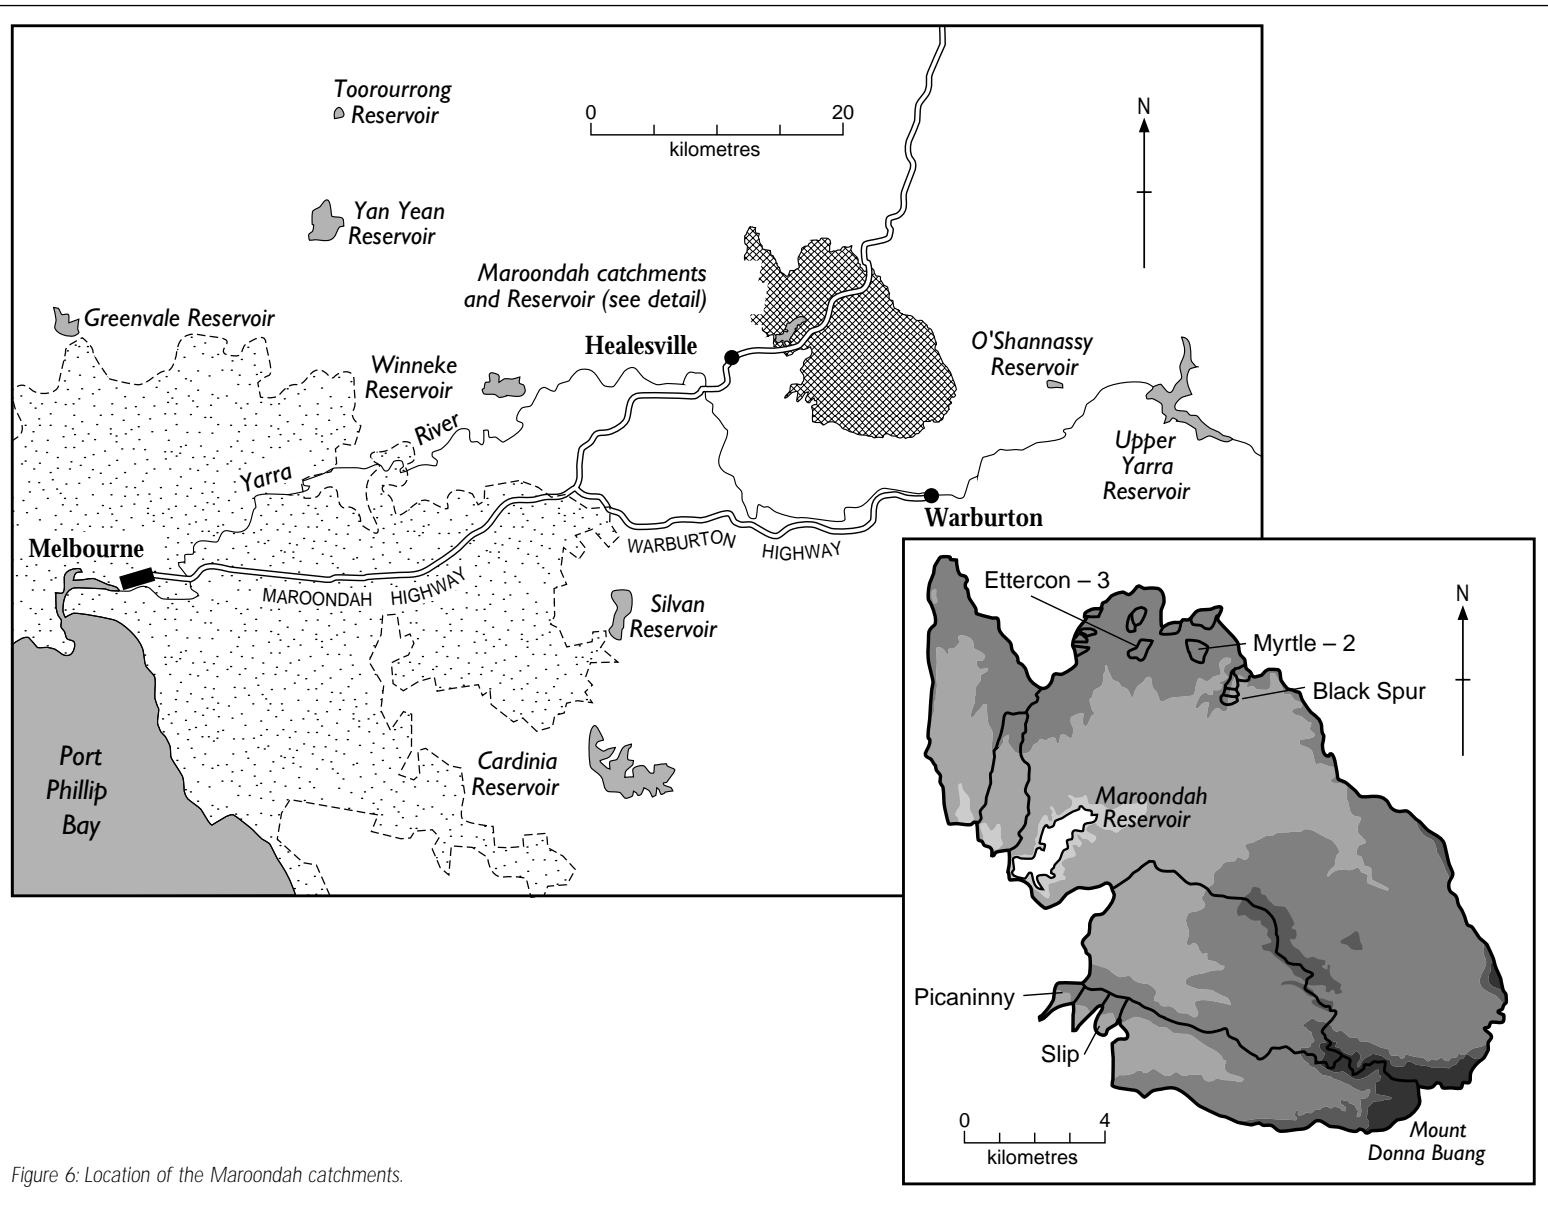 Toorourrong
Reservoir
0 20
kilometres
N
Yan Yean
Reservoir
Maroondah catchments
and Reservoir (see detail)
Greenvale Reservoir
Healesville
O'Shannassy
Reservoir
Winneke
Reservoir
Yarra River
Upper
Yarra
Reservoir
Warburton
WARBURTON HIGHWAY
Melbourne
MAROONDAH HIGHWAY
Silvan
Reservoir
Port
Phillip
Bay
Cardinia
Reservoir
Ettercon – 3
N
Myrtle – 2
Black Spur
Maroondah
Reservoir
Picaninny
Slip
0 4
kilometres
Mount
Donna Buang
Figure 6: Location of the Maroondah catchments.